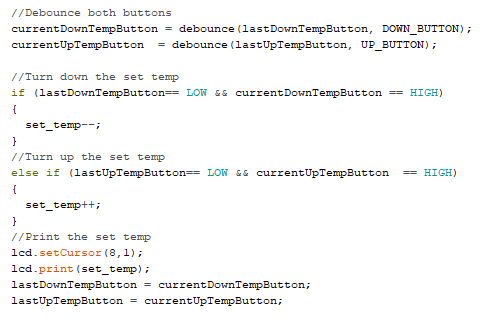 //Debounce both buttons
currentDownTempButton = debounce(lastDownTempButton, DOWN_BUTTON);
currentUpTempButton  = debounce(lastUpTempButton, UP_BUTTON);

//Turn down the set temp
if (lastDownTempButton== LOW && currentDownTempButton == HIGH)
{
  set_temp--;
}
//Turn up the set temp
else if (lastUpTempButton== LOW && currentUpTempButton  == HIGH)
{
  set_temp++;
}
//Print the set temp
lcd.setCursor(8,1);
lcd.print(set_temp);
lastDownTempButton = currentDownTempButton;
lastUpTempButton = currentUpTempButton;